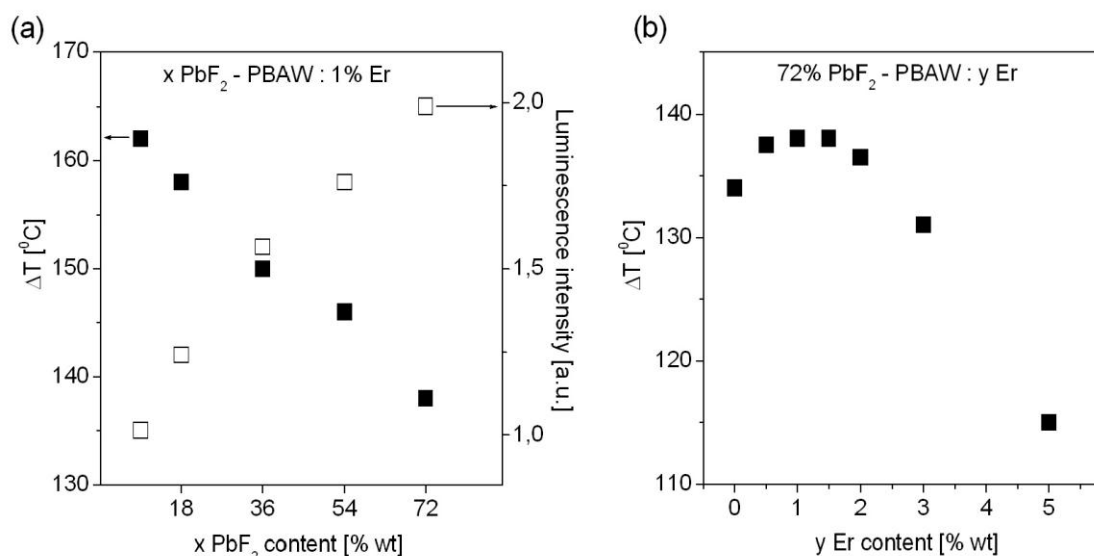 (a)
x PbF₂ - PBAW : 1% Er
170
160
150
140
130
ΔT [⁰C]
2,0
1,5
1,0
Luminescence intensity [a.u.]
18 36 54 72
x PbF₂ content [% wt]
(b)
72% PbF₂ - PBAW : y Er
140
130
120
110
ΔT [⁰C]
0 1 2 3 4 5
y Er content [% wt]